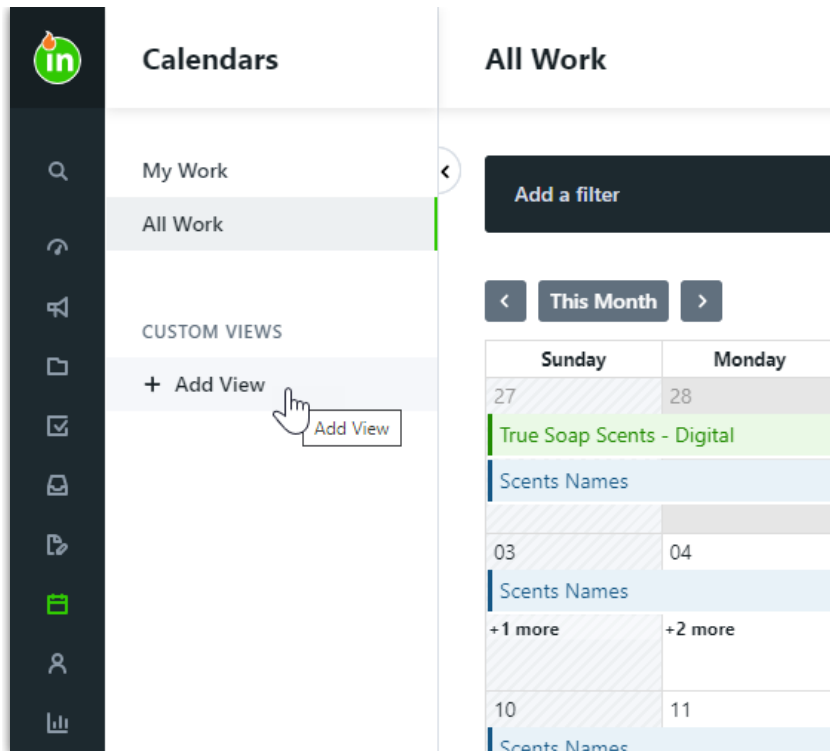 in
Calendars
All Work
My Work
All Work
CUSTOM VIEWS
+ Add View
Add View
Add a filter
This Month
Sunday Monday
27 28
True Soap Scents - Digital
Scents Names
03 04
Scents Names
+1 more +2 more
10 11
Scents Names